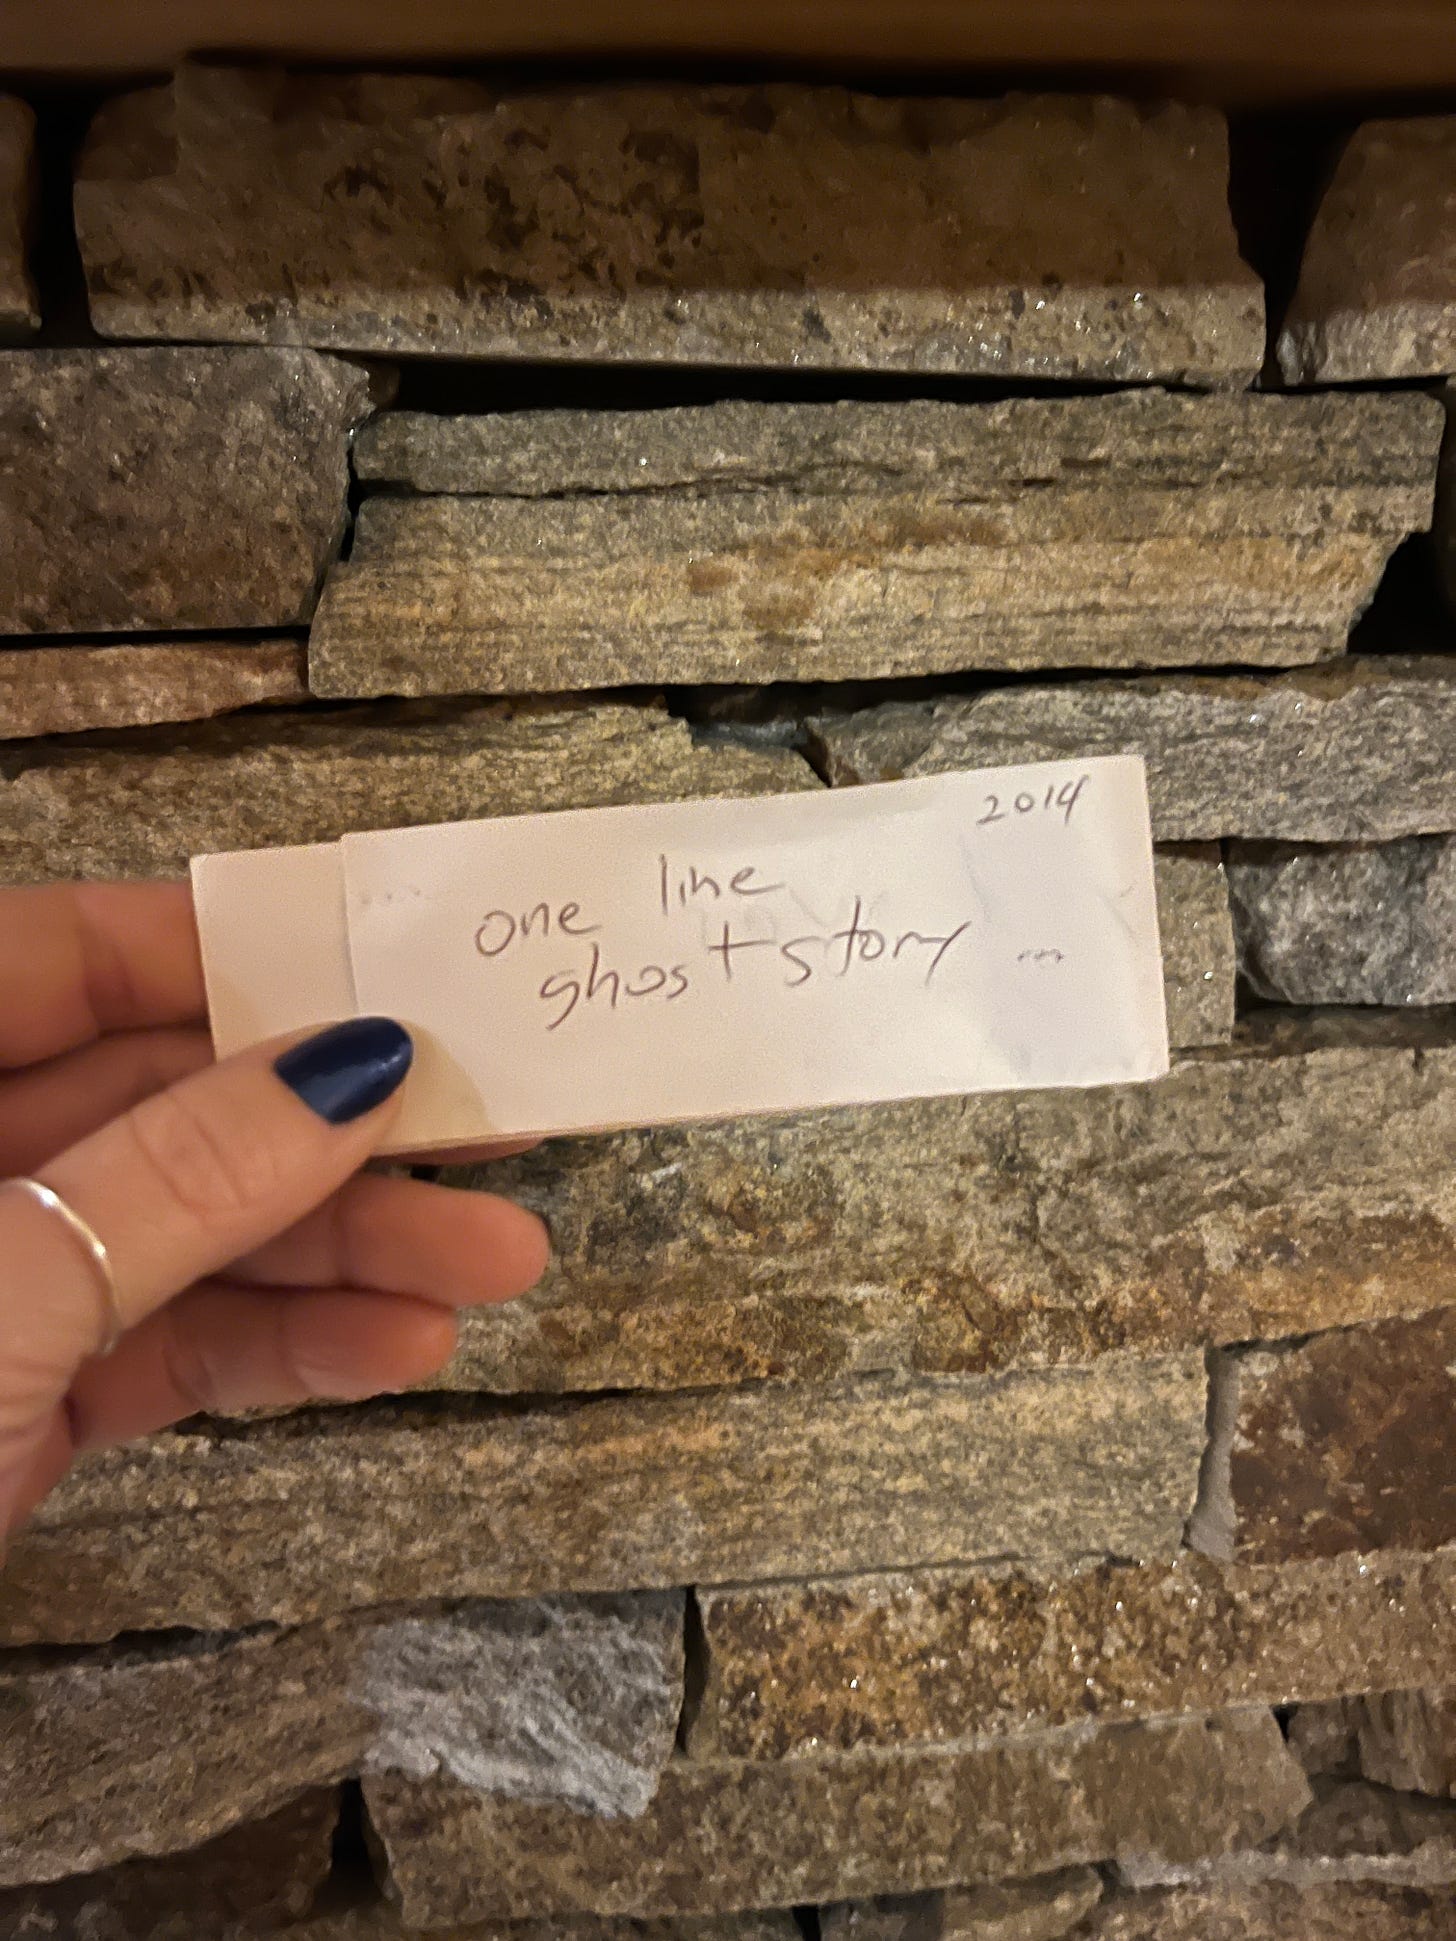 2014
one line
ghost story ...